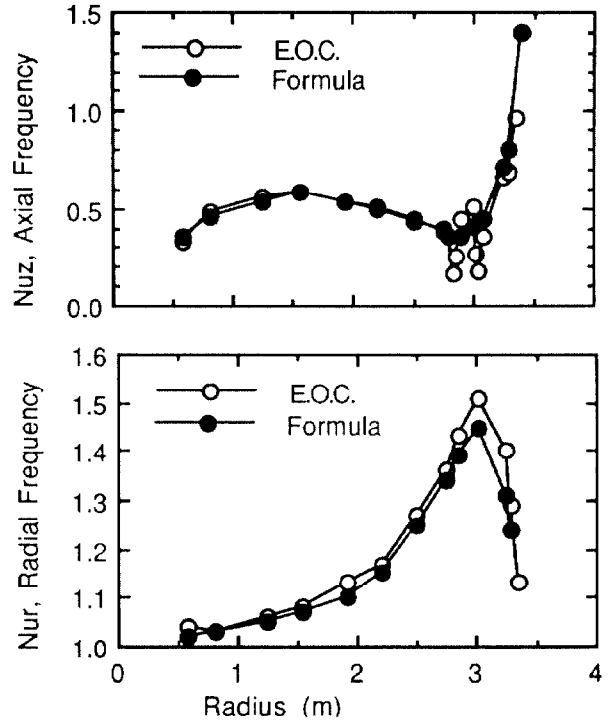 1.5
E.O.C.
Formula
1.0
0.5
0.0
Nuz, Axial Frequency
1.6
E.O.C.
1.5
Formula
1.4
1.3
1.2
1.1
1.0
Nur, Radial Frequency
0 1 2 3 4
Radius (m)